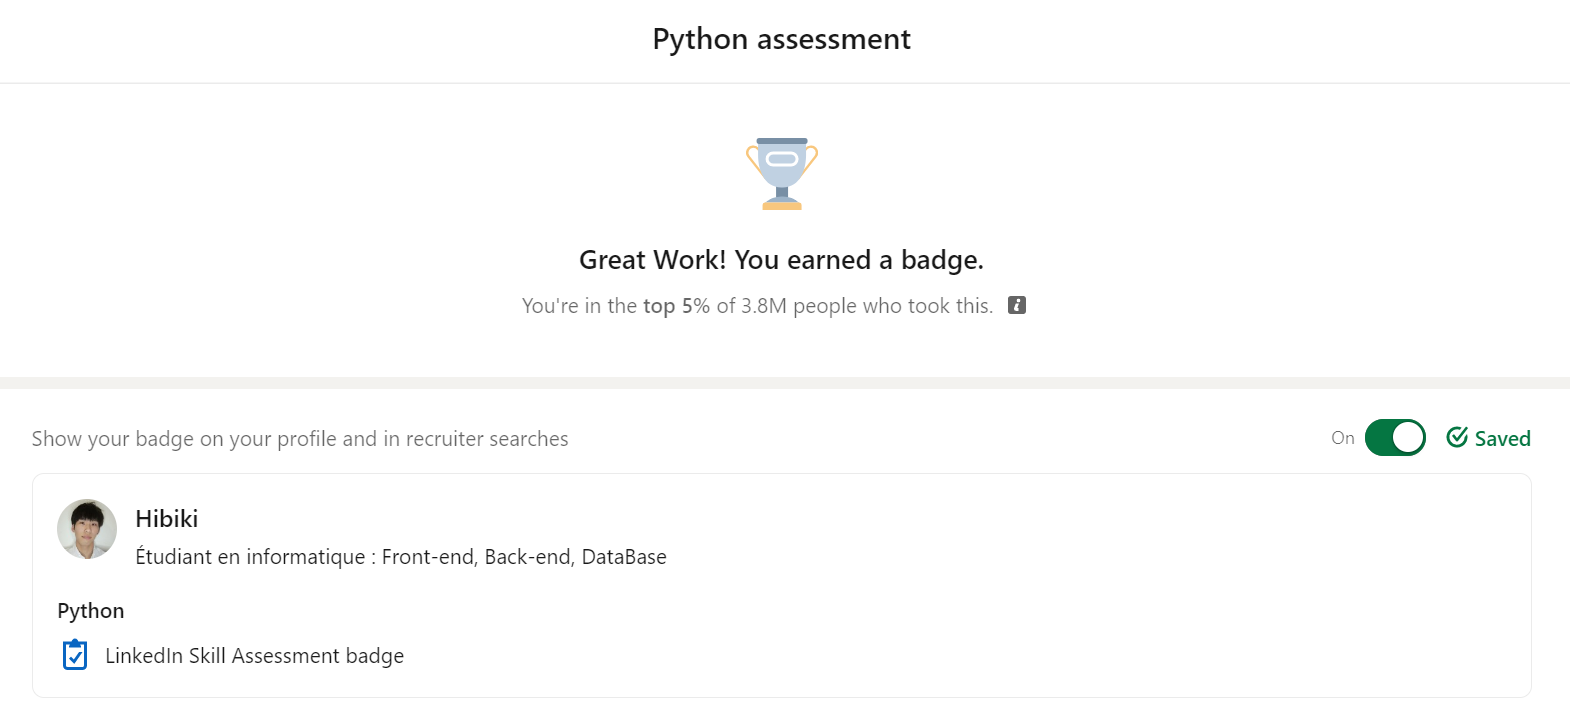 Python assessment
Great Work! You earned a badge.
You're in the top 5% of 3.8M people who took this.
Show your badge on your profile and in recruiter searches
On
Saved
Hibiki
Étudiant en informatique : Front-end, Back-end, DataBase
Python
LinkedIn Skill Assessment badge